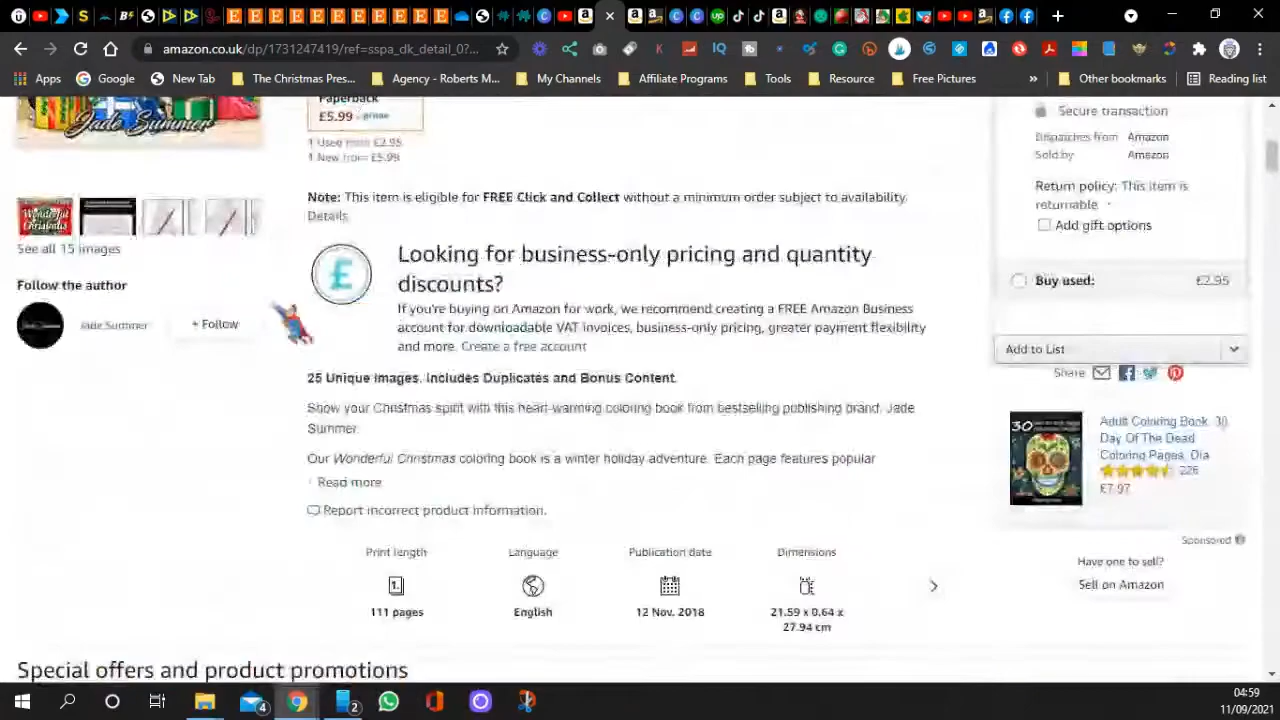 amazon.co.uk/dp/1731247419/ref=sspa_dk_detail_0?...
Apps
Google
New Tab
The Christmas Pres...
Agency - Roberts M...
My Channels
Affiliate Programs
Tools
Resource
Free Pictures
»
Other bookmarks
Reading list
Jade Summer
Paperback
£5.99
1 Used from £2.95
1 New from £5.99
Wonderful Christmas
See all 15 images
Follow the author
Jade Summer
+ Follow
Note: This item is eligible for FREE Click and Collect without a minimum order subject to availability.
Details
£
Looking for business-only pricing and quantity
discounts?
If you're buying on Amazon for work, we recommend creating a FREE Amazon Business
account for downloadable VAT invoices, business-only pricing, greater payment flexibility
and more. Create a free account
25 Unique Images. Includes Duplicates and Bonus Content.
Show your Christmas spirit with this heart-warming coloring book from bestselling publishing brand, Jade
Summer.
Our Wonderful Christmas coloring book is a winter holiday adventure. Each page features popular
Read more
Report incorrect product information.
Print length
111 pages
Language
English
Publication date
12 Nov. 2018
Dimensions
21.59 x 0.64 x
27.94 cm
Special offers and product promotions
Secure transaction
Dispatches from Amazon
Sold by Amazon
Return policy: This item is
returnable
Add gift options
Buy used: £2.95
Add to List
Share
30
Adult Coloring Book: 30
Day Of The Dead
Coloring Pages, Dia
226
£7.97
Sponsored
Have one to sell?
Sell on Amazon
4
2
04:59
11/09/2021